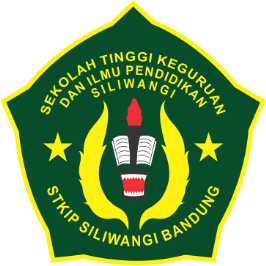 SEKOLAH TINGGI KEGURUAN
DAN ILMU PENDIDIKAN
SILIWANGI
STKIP SILIWANGI BANDUNG